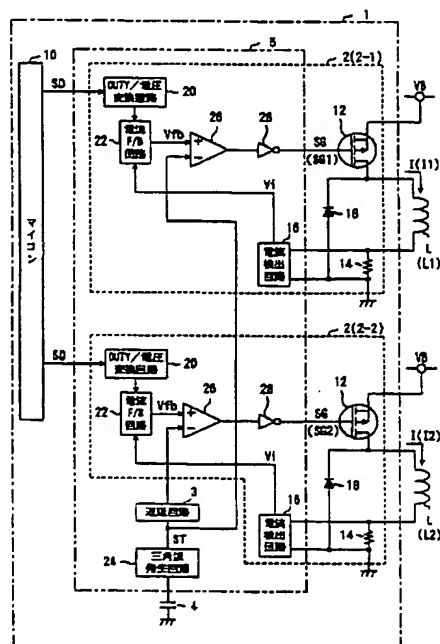 1
10
5
2(2-1)
SD
DUTY/電圧
変換回路
20
VB
12
22
電流
F/B
回路
Vfb
26
28
SG
(SG1)
I(I1)
Vi
18
16
電流
検出
回路
14
L
(L1)
マイコン
2(2-2)
SD
DUTY/電圧
変換回路
20
VB
12
22
電流
F/B
回路
Vfb
26
28
SG
(SG2)
I(I2)
Vi
18
3
遅延回路
16
電流
検出
回路
14
L
(L2)
ST
24
三角波
発生回路
4